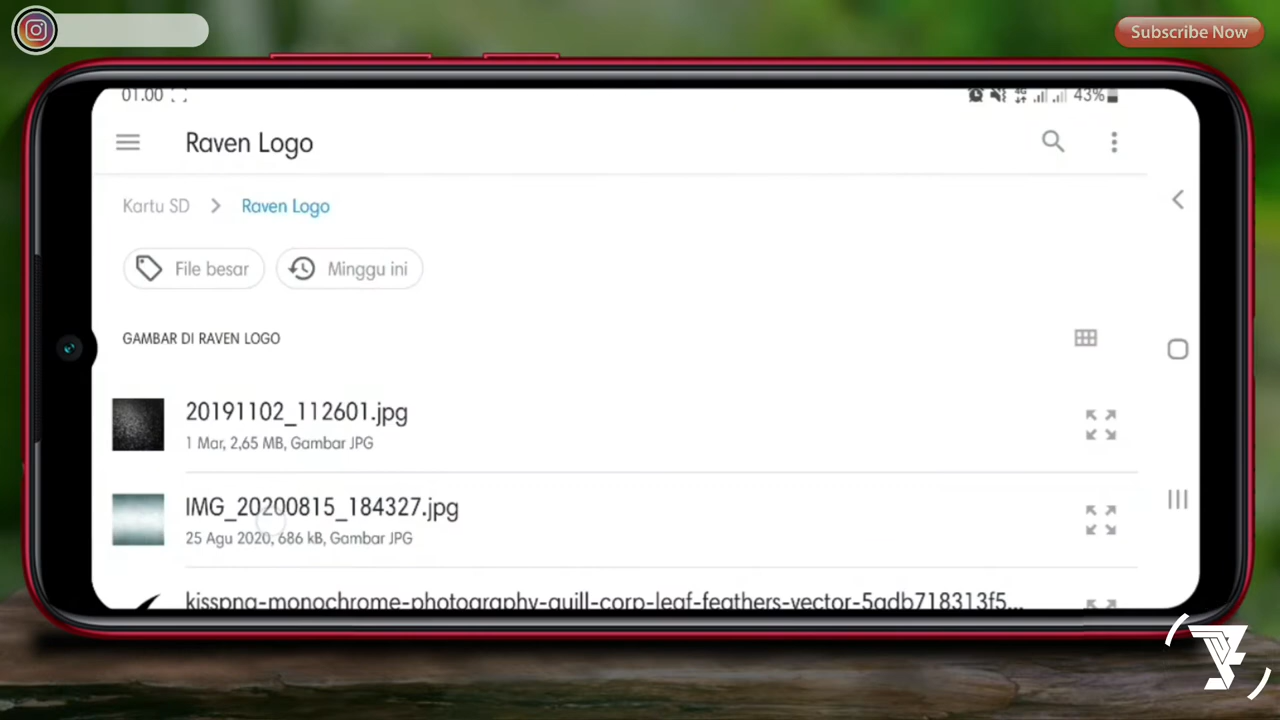 Subscribe Now
01.00
43%
Raven Logo
Kartu SD
Raven Logo
File besar
Minggu ini
GAMBAR DI RAVEN LOGO
20191102_112601.jpg
1 Mar, 2,65 MB, Gambar JPG
IMG_20200815_184327.jpg
25 Agu 2020, 686 kB, Gambar JPG
kisspng-monochrome-photography-quill-corp-leaf-feathers-vector-5adb718313f5...